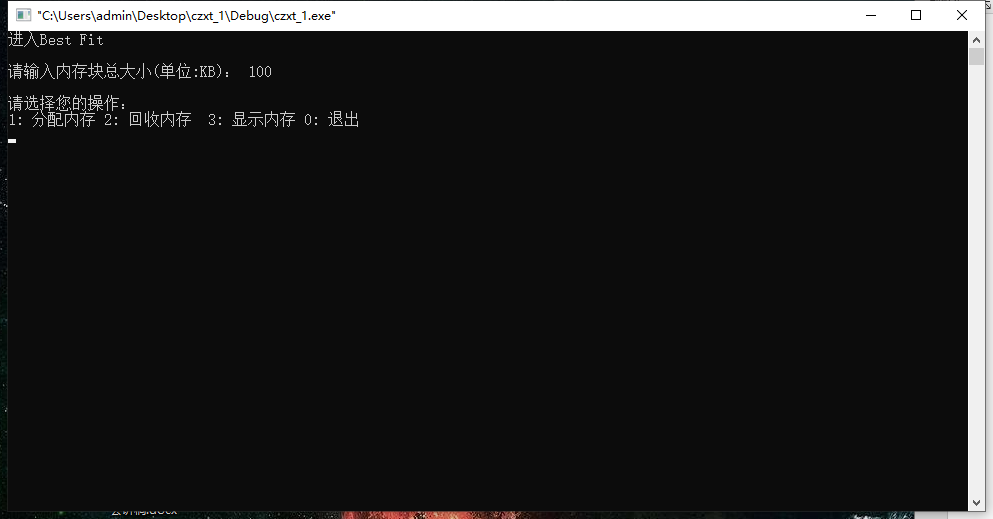 "C:\Users\admin\Desktop\czxt_1\Debug\czxt_1.exe"
进入Best Fit
请输入内存块总大小(单位:KB)： 100
请选择您的操作:
1: 分配内存 2: 回收内存  3: 显示内存 0: 退出